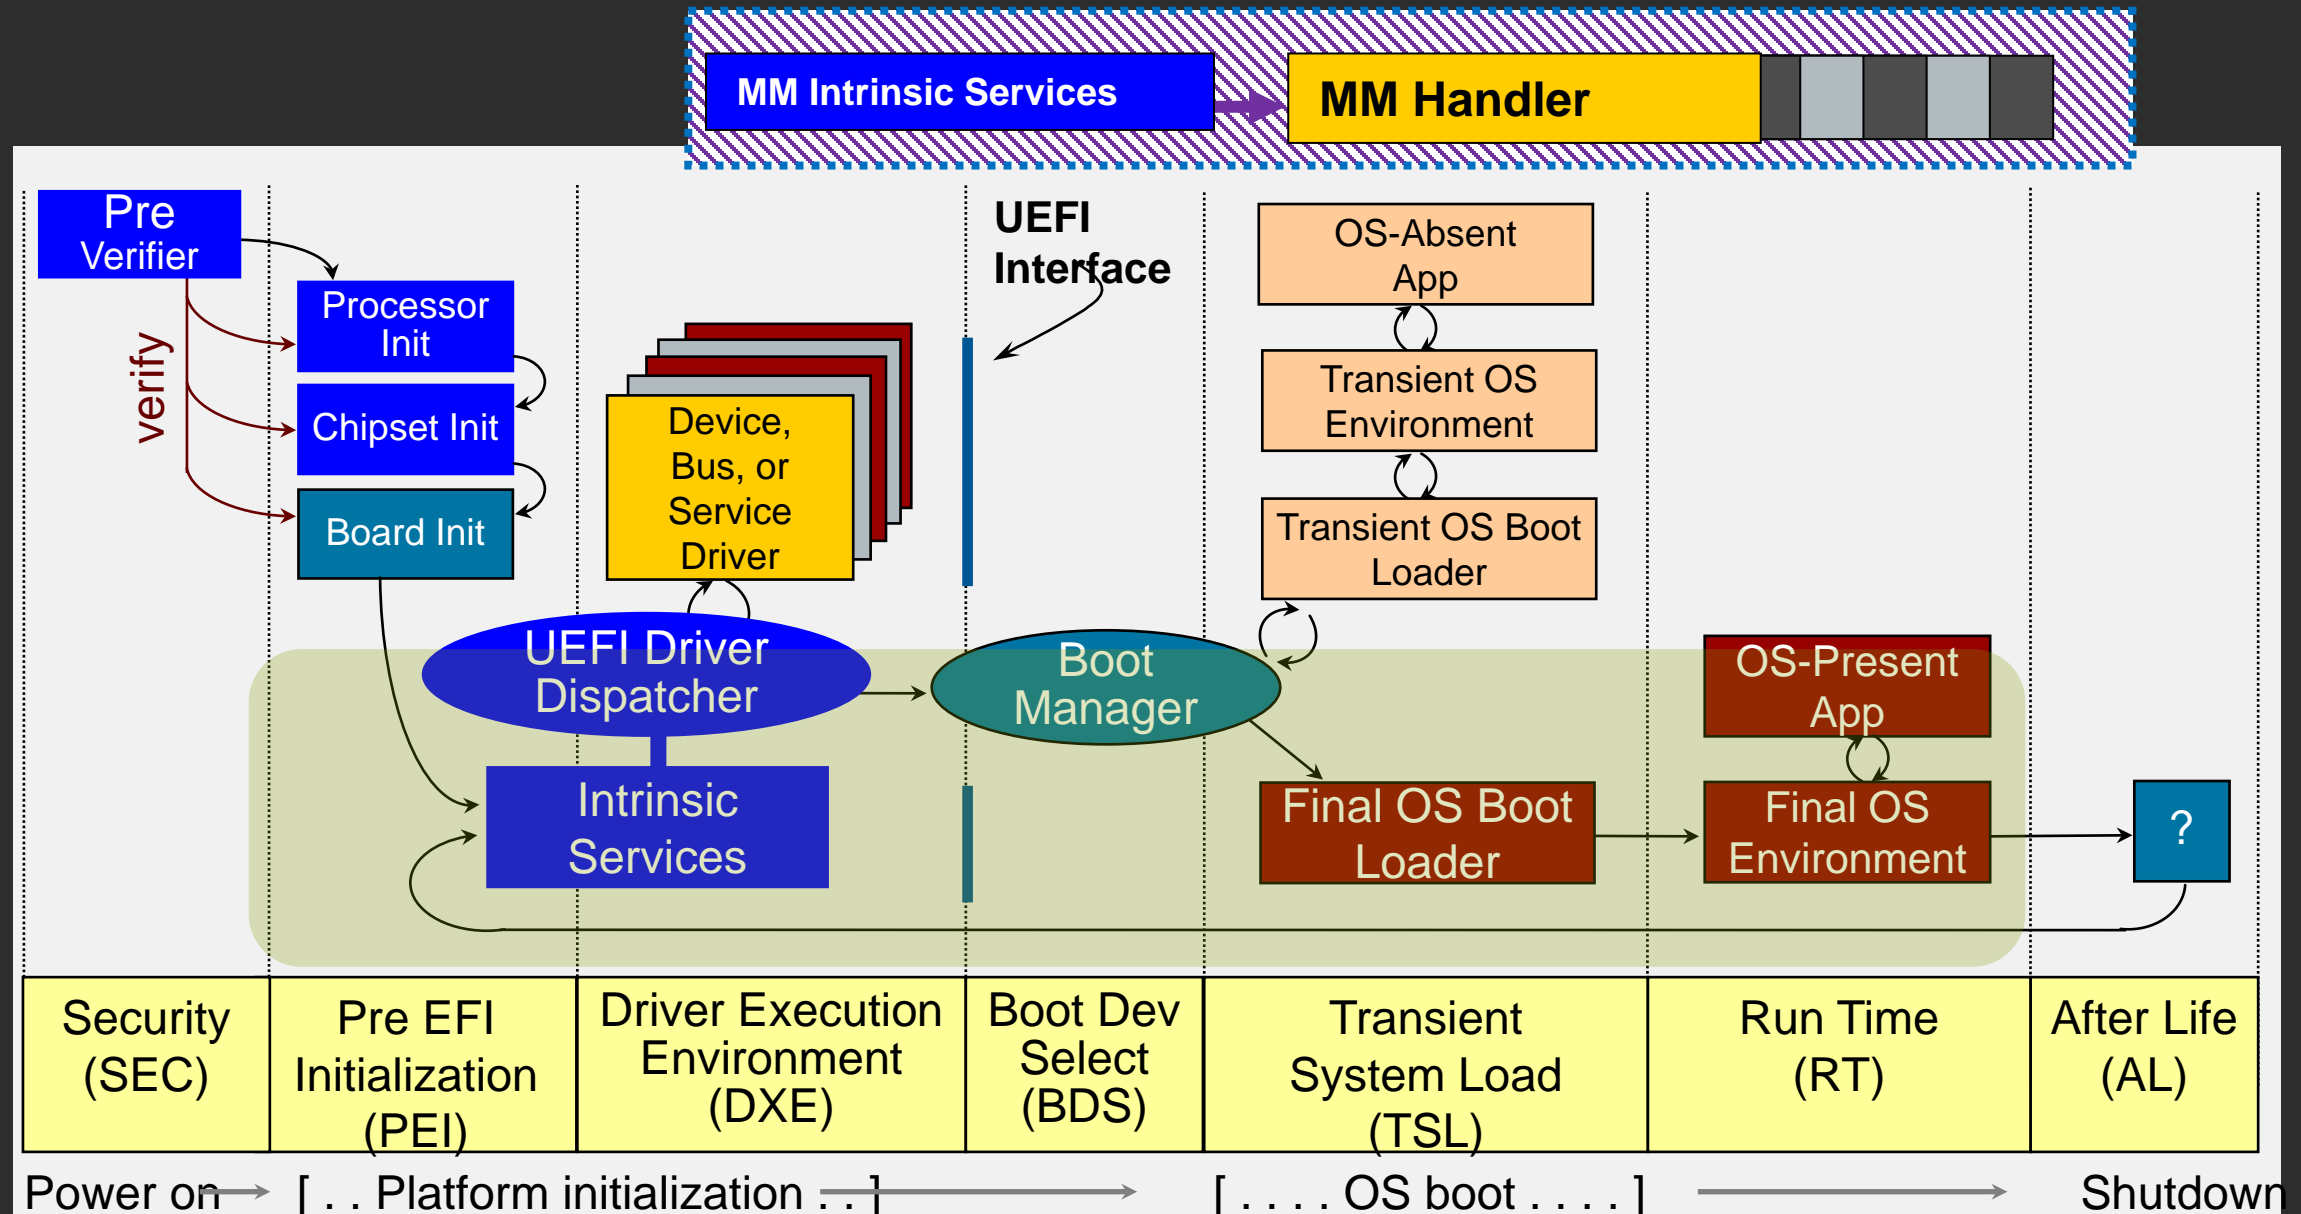 MM Intrinsic Services
MM Handler
Pre
Verifier
verify
Processor
Init
Chipset Init
Board Init
Device,
Bus, or
Service
Driver
UEFI
Interface
OS-Absent
App
Transient OS
Environment
Transient OS Boot
Loader
UEFI Driver
Dispatcher
Boot
Manager
OS-Present
App
Intrinsic
Services
Final OS Boot
Loader
Final OS
Environment
?
Security
(SEC)
Pre EFI
Initialization
(PEI)
Driver Execution
Environment
(DXE)
Boot Dev
Select
(BDS)
Transient
System Load
(TSL)
Run Time
(RT)
After Life
(AL)
Power on
[ . . Platform initialization . . ]
[ . . . . OS boot . . . . ]
Shutdown